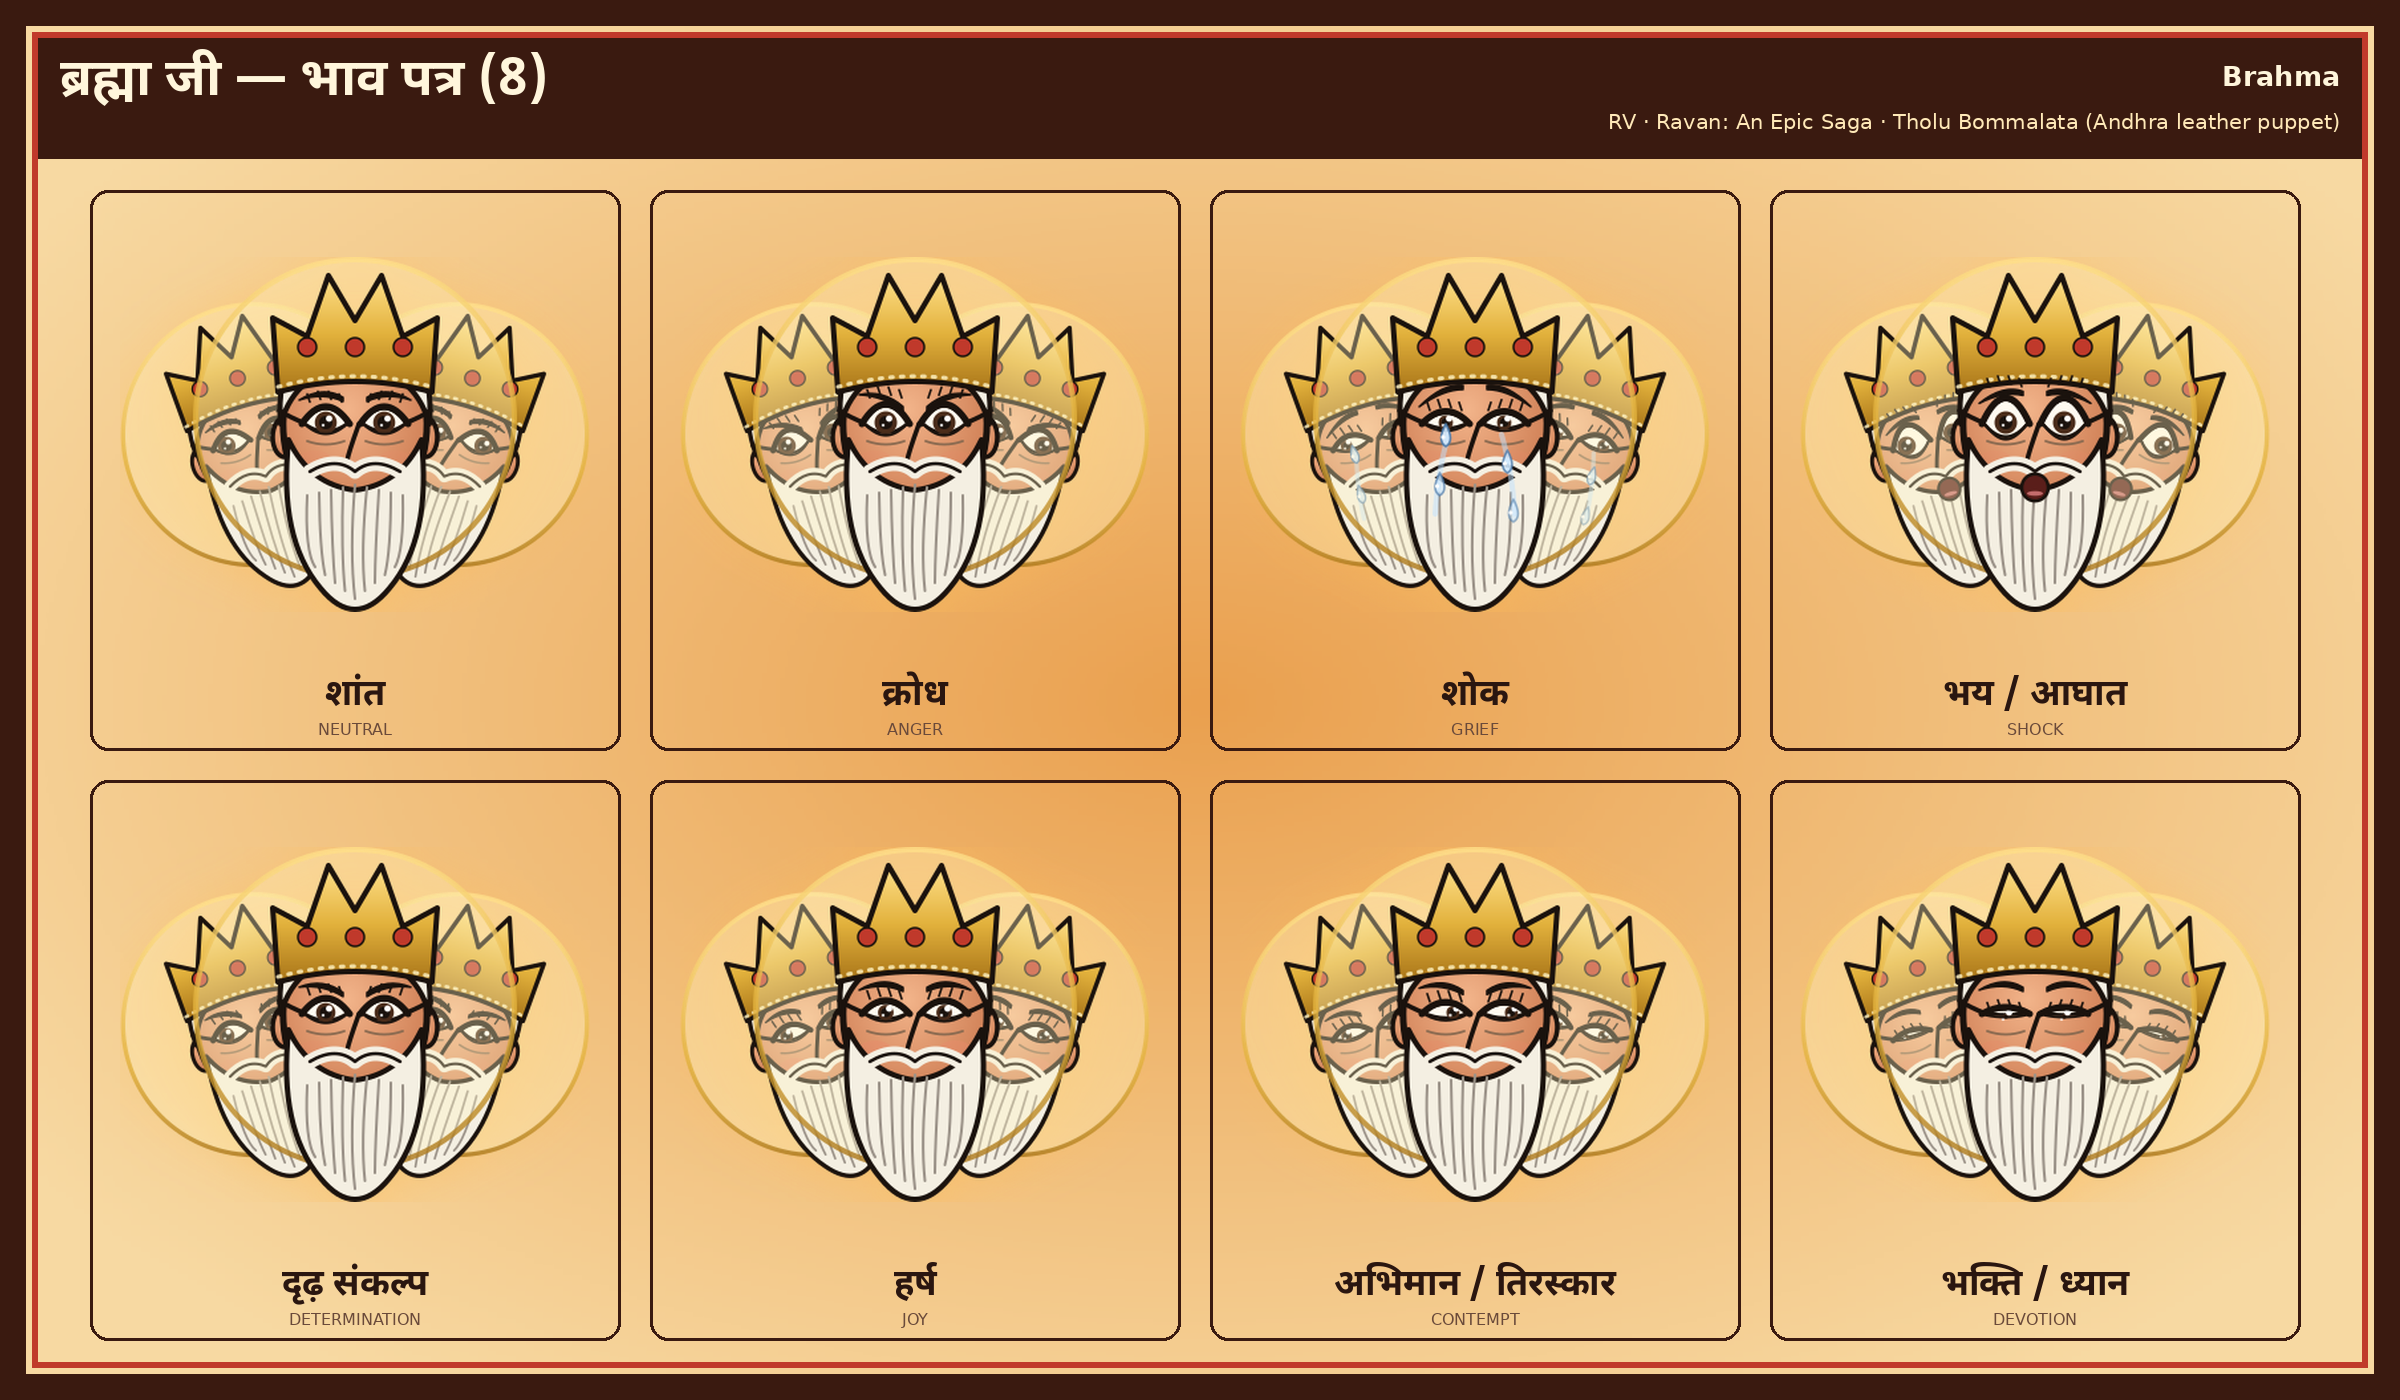 ब्रह्मा जी — भाव पत्र (8)
Brahma
RV · Ravan: An Epic Saga · Tholu Bommalata (Andhra leather puppet)
शांत
NEUTRAL
क्रोध
ANGER
शोक
GRIEF
भय / आघात
SHOCK
दृढ़ संकल्प
DETERMINATION
हर्ष
JOY
अभिमान / तिरस्कार
CONTEMPT
भक्ति / ध्यान
DEVOTION